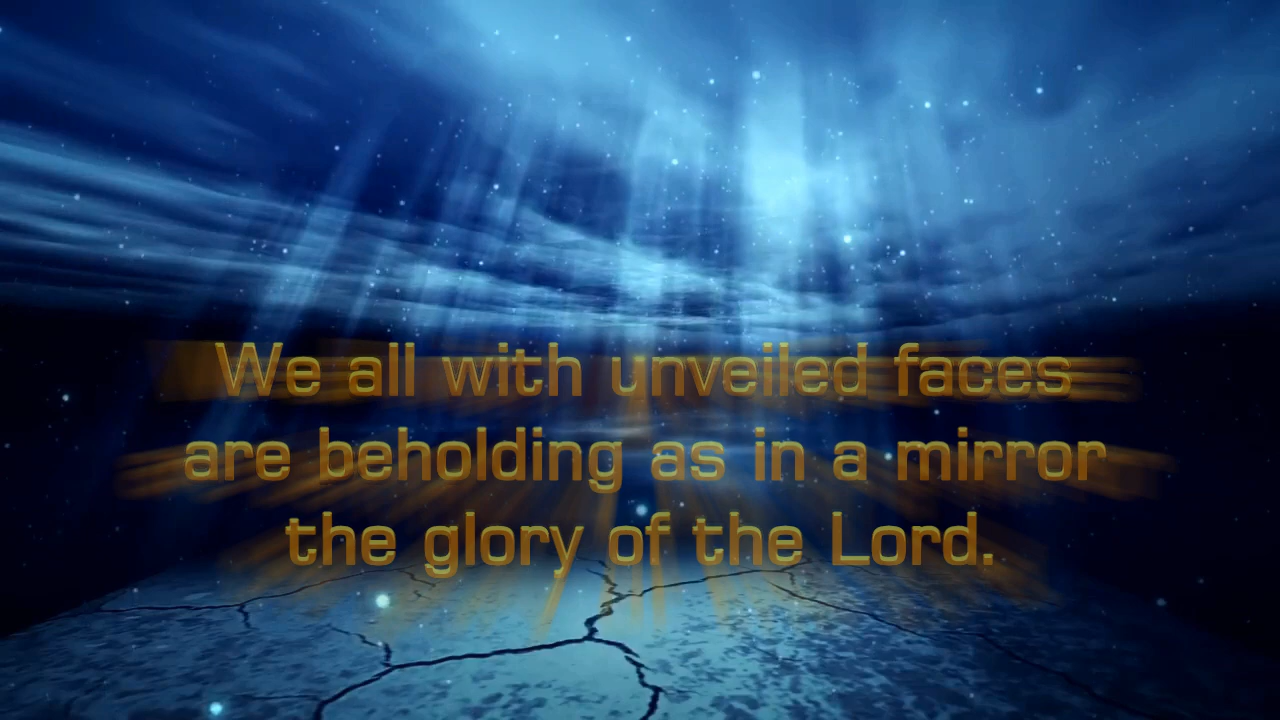 We all with unveiled faces
are beholding as in a mirror
the glory of the Lord.